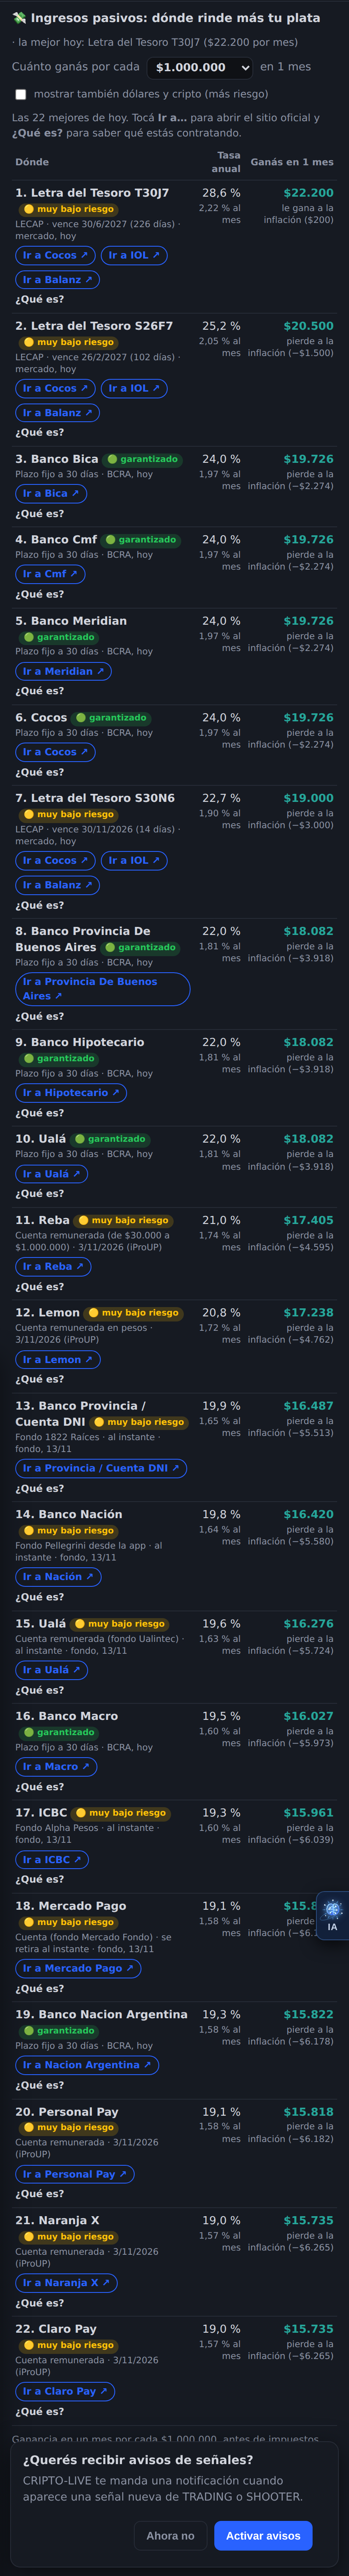 💸 Ingresos pasivos: dónde rinde más tu plata
· la mejor hoy: Letra del Tesoro T30J7 ($22.200 por mes)
Cuánto ganás por cada $1.000.000 en 1 mes
mostrar también dólares y cripto (más riesgo)
Las 22 mejores de hoy. Tocá Ir a… para abrir el sitio oficial y
¿Qué es? para saber qué estás contratando.
Dónde Tasa anual Ganás en 1 mes
1. Letra del Tesoro T30J7 28,6 % $22.200
🟡 muy bajo riesgo 2,22 % al mes le gana a la inflación ($200)
LECAP · vence 30/6/2027 (226 días) ·
mercado, hoy
Ir a Cocos ↗ Ir a IOL ↗
Ir a Balanz ↗
¿Qué es?
2. Letra del Tesoro S26F7 25,2 % $20.500
🟡 muy bajo riesgo 2,05 % al mes pierde a la inflación (−$1.500)
LECAP · vence 26/2/2027 (102 días) ·
mercado, hoy
Ir a Cocos ↗ Ir a IOL ↗
Ir a Balanz ↗
¿Qué es?
3. Banco Bica 🟢 garantizado 24,0 % $19.726
Plazo fijo a 30 días · BCRA, hoy 1,97 % al mes pierde a la inflación (−$2.274)
Ir a Bica ↗
¿Qué es?
4. Banco Cmf 🟢 garantizado 24,0 % $19.726
Plazo fijo a 30 días · BCRA, hoy 1,97 % al mes pierde a la inflación (−$2.274)
Ir a Cmf ↗
¿Qué es?
5. Banco Meridian 24,0 % $19.726
🟢 garantizado 1,97 % al mes pierde a la inflación (−$2.274)
Plazo fijo a 30 días · BCRA, hoy
Ir a Meridian ↗
¿Qué es?
6. Cocos 🟢 garantizado 24,0 % $19.726
Plazo fijo a 30 días · BCRA, hoy 1,97 % al mes pierde a la inflación (−$2.274)
Ir a Cocos ↗
¿Qué es?
7. Letra del Tesoro S30N6 22,7 % $19.000
🟡 muy bajo riesgo 1,90 % al mes pierde a la inflación (−$3.000)
LECAP · vence 30/11/2026 (14 días) ·
mercado, hoy
Ir a Cocos ↗ Ir a IOL ↗
Ir a Balanz ↗
¿Qué es?
8. Banco Provincia De 22,0 % $18.082
Buenos Aires 🟢 garantizado 1,81 % al mes pierde a la inflación (−$3.918)
Plazo fijo a 30 días · BCRA, hoy
Ir a Provincia De Buenos
Aires ↗
¿Qué es?
9. Banco Hipotecario 22,0 % $18.082
🟢 garantizado 1,81 % al mes pierde a la inflación (−$3.918)
Plazo fijo a 30 días · BCRA, hoy
Ir a Hipotecario ↗
¿Qué es?
10. Ualá 🟢 garantizado 22,0 % $18.082
Plazo fijo a 30 días · BCRA, hoy 1,81 % al mes pierde a la inflación (−$3.918)
Ir a Ualá ↗
¿Qué es?
11. Reba 🟡 muy bajo riesgo 21,0 % $17.405
Cuenta remunerada (de $30.000 a 1,74 % al mes pierde a la inflación (−$4.595)
$1.000.000) · 3/11/2026 (iProUP)
Ir a Reba ↗
¿Qué es?
12. Lemon 🟡 muy bajo riesgo 20,8 % $17.238
Cuenta remunerada en pesos · 1,72 % al mes pierde a la inflación (−$4.762)
3/11/2026 (iProUP)
Ir a Lemon ↗
¿Qué es?
13. Banco Provincia / 19,9 % $16.487
Cuenta DNI 🟡 muy bajo riesgo 1,65 % al mes pierde a la inflación (−$5.513)
Fondo 1822 Raíces · al instante ·
fondo, 13/11
Ir a Provincia / Cuenta DNI ↗
¿Qué es?
14. Banco Nación 19,8 % $16.420
🟡 muy bajo riesgo 1,64 % al mes pierde a la inflación (−$5.580)
Fondo Pellegrini desde la app · al
instante · fondo, 13/11
Ir a Nación ↗
¿Qué es?
15. Ualá 🟡 muy bajo riesgo 19,6 % $16.276
Cuenta remunerada (fondo Ualintec) · 1,63 % al mes pierde a la inflación (−$5.724)
al instante · fondo, 13/11
Ir a Ualá ↗
¿Qué es?
16. Banco Macro 19,5 % $16.027
🟢 garantizado 1,60 % al mes pierde a la inflación (−$5.973)
Plazo fijo a 30 días · BCRA, hoy
Ir a Macro ↗
¿Qué es?
17. ICBC 🟡 muy bajo riesgo 19,3 % $15.961
Fondo Alpha Pesos · al instante · 1,60 % al mes pierde a la inflación (−$6.039)
fondo, 13/11
Ir a ICBC ↗
¿Qué es?
18. Mercado Pago 19,1 % $15.8
🟡 muy bajo riesgo 1,58 % al mes pierde inflación (−$6.
Cuenta (fondo Mercado Fondo) · se
retira al instante · fondo, 13/11
Ir a Mercado Pago ↗
¿Qué es?
IA
19. Banco Nacion Argentina 19,3 % $15.822
🟢 garantizado 1,58 % al mes pierde a la inflación (−$6.178)
Plazo fijo a 30 días · BCRA, hoy
Ir a Nacion Argentina ↗
¿Qué es?
20. Personal Pay 19,1 % $15.818
🟡 muy bajo riesgo 1,58 % al mes pierde a la inflación (−$6.182)
Cuenta remunerada · 3/11/2026
(iProUP)
Ir a Personal Pay ↗
¿Qué es?
21. Naranja X 19,0 % $15.735
🟡 muy bajo riesgo 1,57 % al mes pierde a la inflación (−$6.265)
Cuenta remunerada · 3/11/2026
(iProUP)
Ir a Naranja X ↗
¿Qué es?
22. Claro Pay 19,0 % $15.735
🟡 muy bajo riesgo 1,57 % al mes pierde a la inflación (−$6.265)
Cuenta remunerada · 3/11/2026
(iProUP)
Ir a Claro Pay ↗
¿Qué es?
Ganancia en un mes por cada $1.000.000, antes de impuestos.
¿Querés recibir avisos de señales?
CRIPTO-LIVE te manda una notificación cuando
aparece una señal nueva de TRADING o SHOOTER.
Ahora no Activar avisos